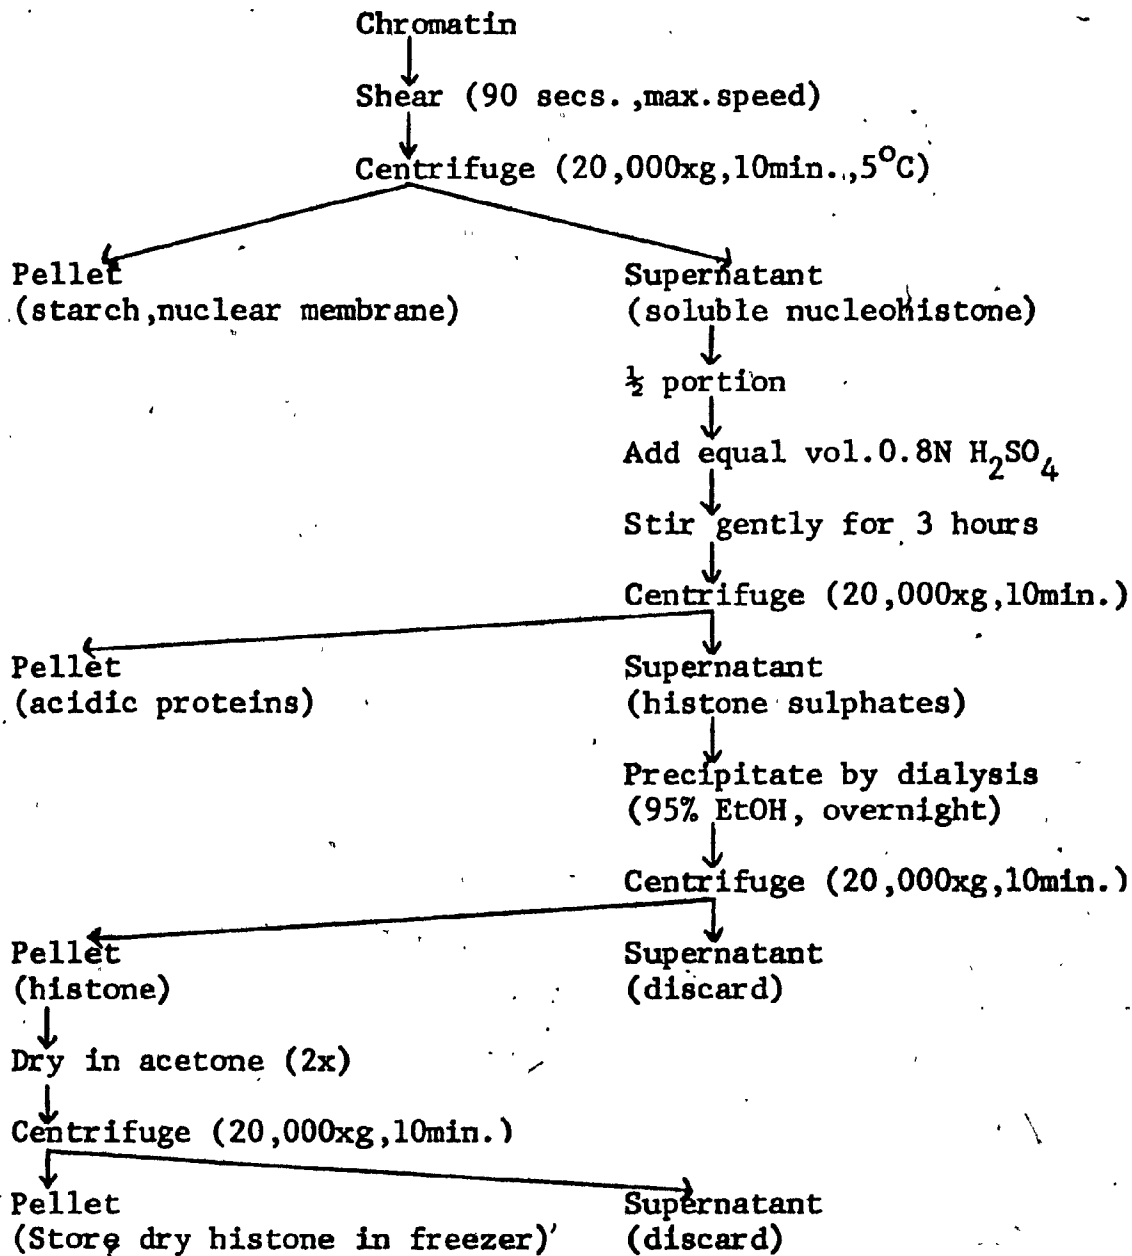 Chromatin
Shear (90 secs.,max.speed)
Centrifuge (20,000xg,10min.,5°C)
Pellet
(starch,nuclear membrane)
Supernatant
(soluble nucleohistone)
½ portion
Add equal vol.0.8N H₂SO₄
Stir gently for 3 hours
Centrifuge (20,000xg,10min.)
Pellet
(acidic proteins)
Supernatant
(histone sulphates)
Precipitate by dialysis
(95% EtOH, overnight)
Centrifuge (20,000xg,10min.)
Pellet
(histone)
Supernatant
(discard)
Dry in acetone (2x)
Centrifuge (20,000xg,10min.)
Pellet
(Store dry histone in freezer)
Supernatant
(discard)